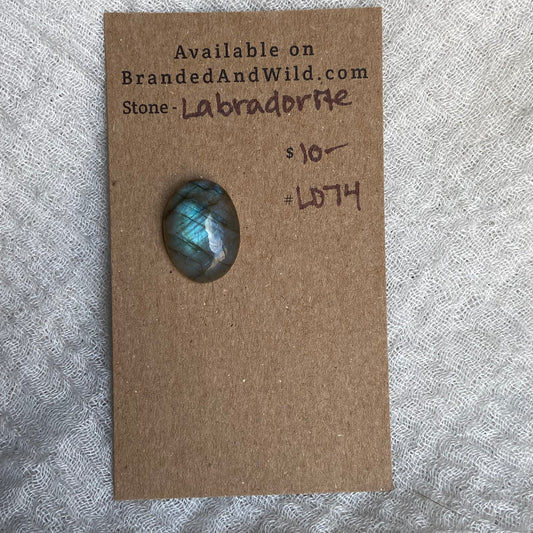 Available on
BrandedAndWild.com
Stone - Labradorite
$ 10-
# L074